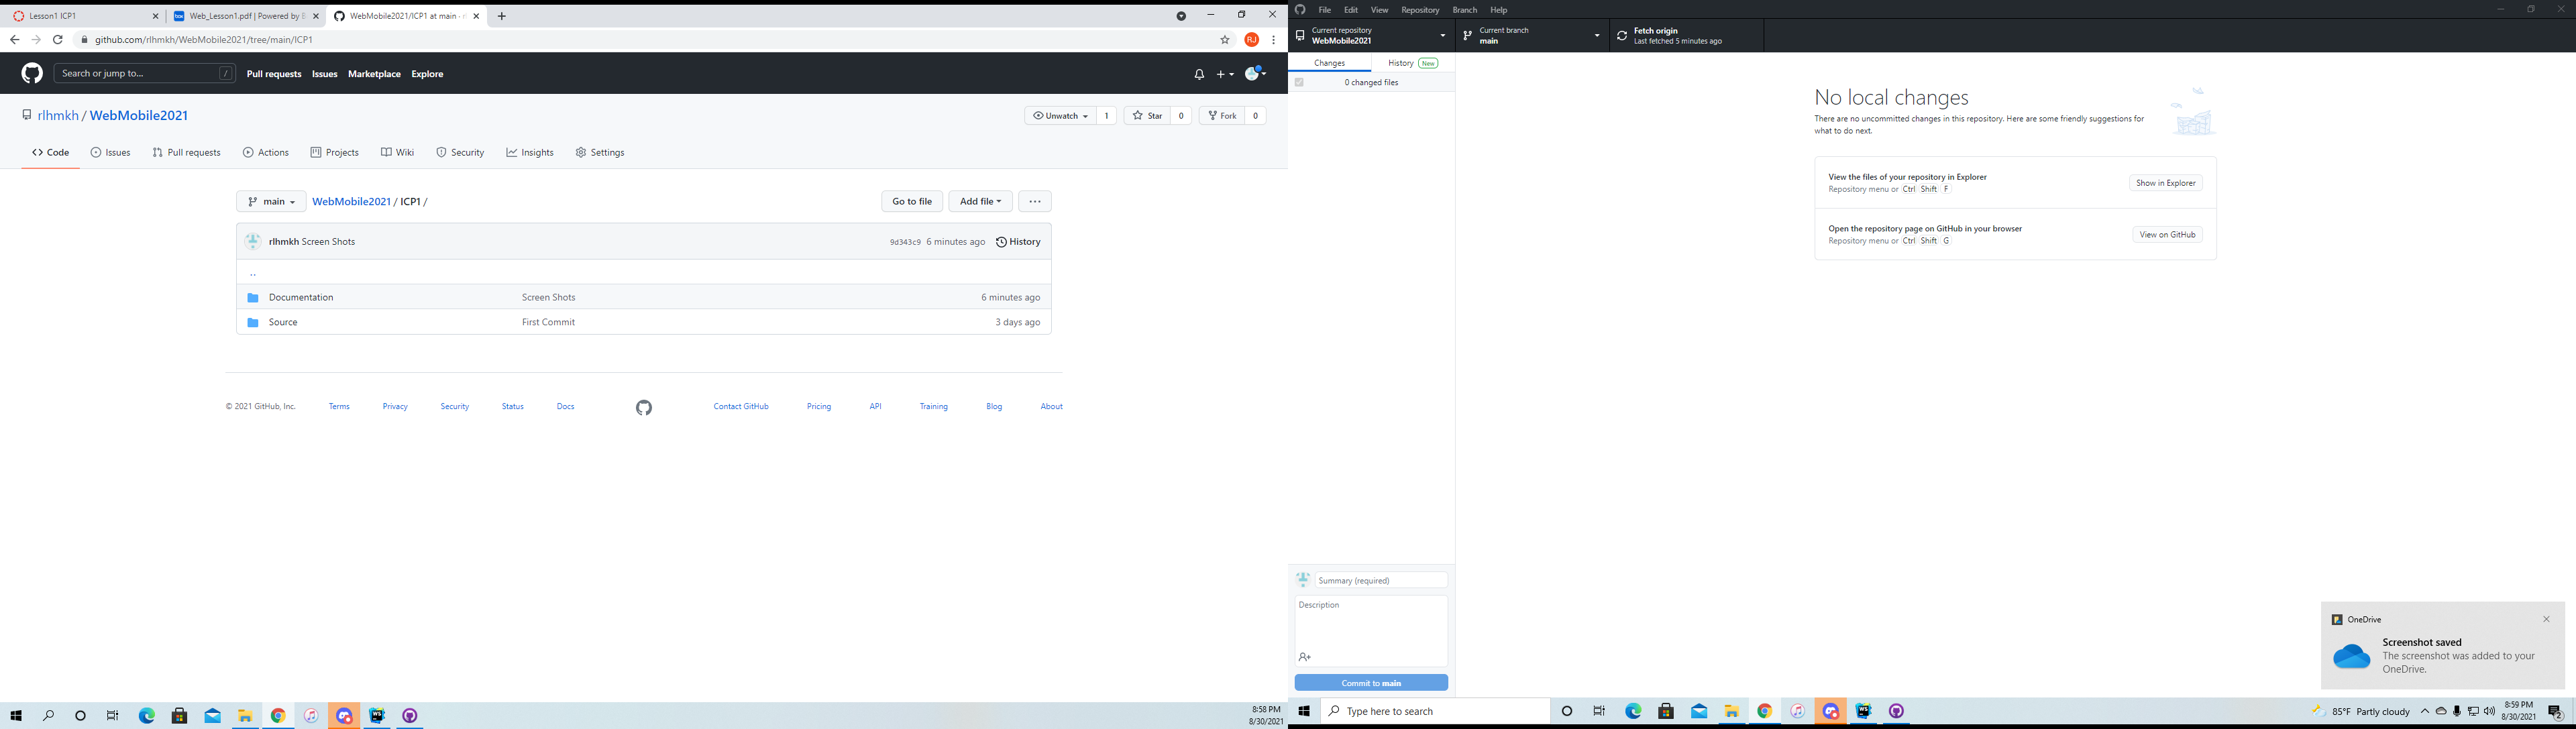 Lesson1 ICP1
Web_Lesson1.pdf | Powered by B
WebMobile2021/ICP1 at main ·
github.com/rlhmkh/WebMobile2021/tree/main/ICP1
RJ
Search or jump to...
/
Pull requests
Issues
Marketplace
Explore
rlhmkh / WebMobile2021
Unwatch
1
Star
0
Fork
0
Code
Issues
Pull requests
Actions
Projects
Wiki
Security
Insights
Settings
main
WebMobile2021 / ICP1 /
Go to file
Add file
...
rlhmkh Screen Shots
9d343c9 6 minutes ago
History
..
Documentation
Screen Shots
6 minutes ago
Source
First Commit
3 days ago
© 2021 GitHub, Inc.
Terms
Privacy
Security
Status
Docs
Contact GitHub
Pricing
API
Training
Blog
About
8:58 PM
8/30/2021
File
Edit
View
Repository
Branch
Help
Current repository
WebMobile2021
Current branch
main
Fetch origin
Last fetched 5 minutes ago
Changes
History
New
0 changed files
No local changes
There are no uncommitted changes in this repository. Here are some friendly suggestions for
what to do next.
View the files of your repository in Explorer
Repository menu or Ctrl Shift F
Show in Explorer
Open the repository page on GitHub in your browser
Repository menu or Ctrl Shift G
View on GitHub
Summary (required)
Description
Commit to main
OneDrive
Screenshot saved
The screenshot was added to your
OneDrive.
Type here to search
85°F Partly cloudy
8:59 PM
8/30/2021
2